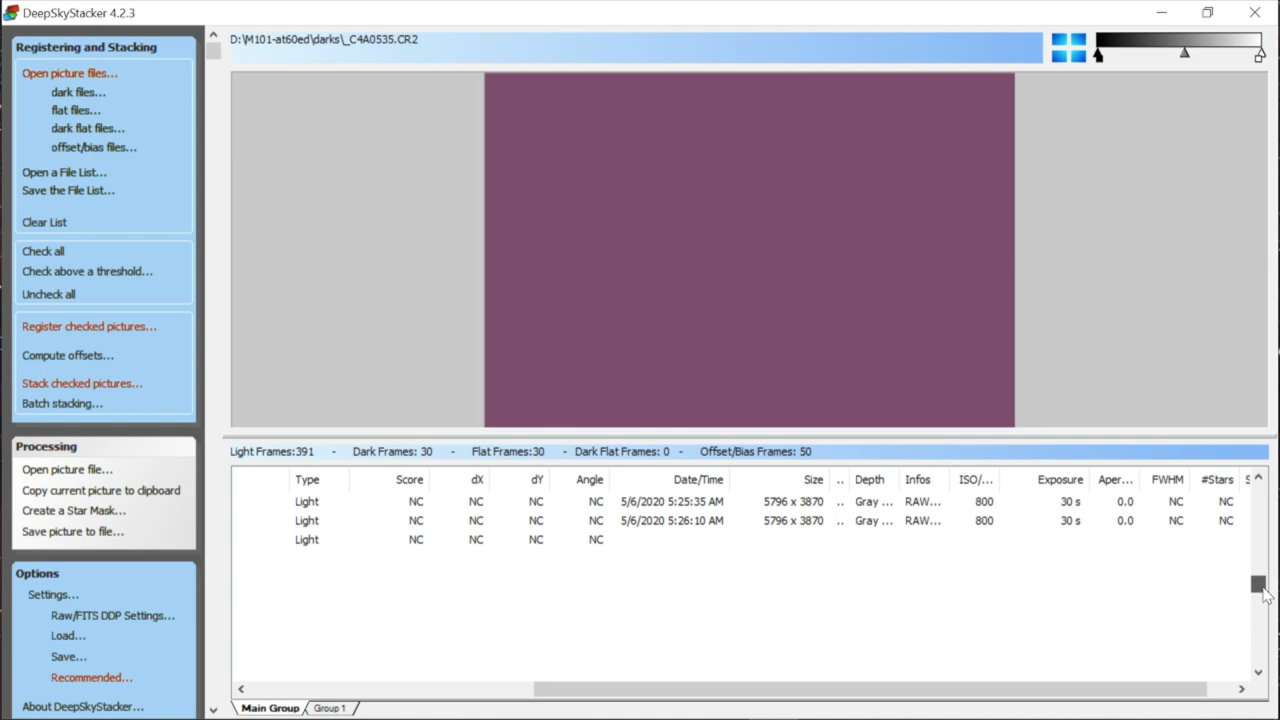 DeepSkyStacker 4.2.3
Registering and Stacking
Open picture files...
dark files...
flat files...
dark flat files...
offset/bias files...
Open a File List...
Save the File List...
Clear List
Check all
Check above a threshold...
Uncheck all
Register checked pictures...
Compute offsets...
Stack checked pictures...
Batch stacking...
Processing
Open picture file...
Copy current picture to clipboard
Create a Star Mask...
Save picture to file...
Options
Settings...
Raw/FITS DDP Settings...
Load...
Save...
Recommended...
About DeepSkyStacker...
D:\M101-at60ed\darks\_C4A0535.CR2
Light Frames:391 - Dark Frames: 30 - Flat Frames:30 - Dark Flat Frames: 0 - Offset/Bias Frames: 50
Type Score dX dY Angle Date/Time Size .. Depth Infos ISO/... Exposure Aper... FWHM #Stars S
Light NC NC NC NC 5/6/2020 5:25:35 AM 5796 x 3870 .. Gray ... RAW... 800 30 s 0.0 NC NC
Light NC NC NC NC 5/6/2020 5:26:10 AM 5796 x 3870 .. Gray ... RAW... 800 30 s 0.0 NC NC
Light NC NC NC NC
Main Group Group 1